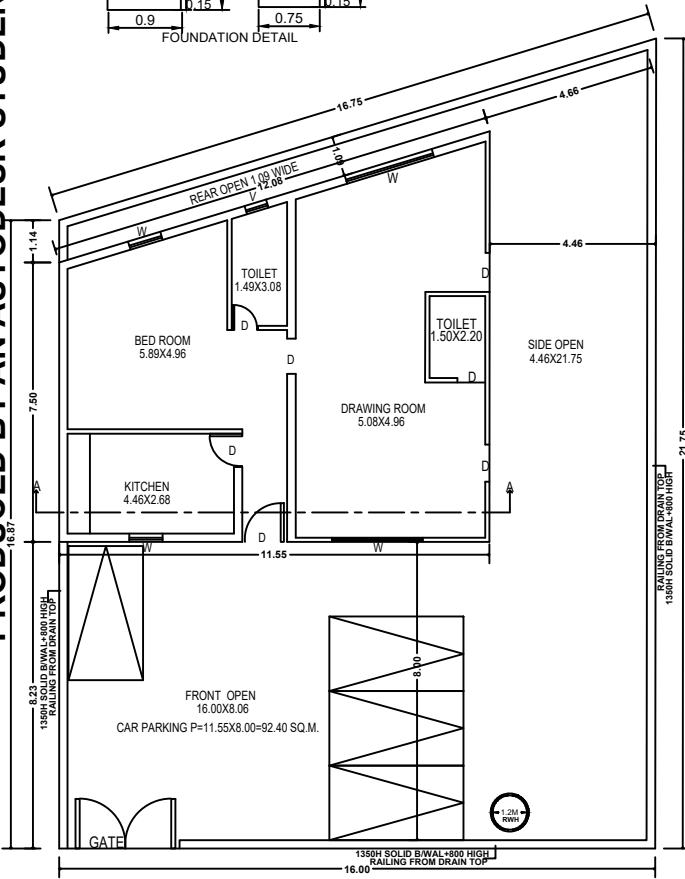 0.15
0.15
0.9
0.75
FOUNDATION DETAIL
16.75
4.66
1.09
REAR OPEN 1.09 WIDE
12.08
W
V
W
1.14
4.46
D
TOILET
1.49X3.08
D
TOILET
1.50X2.20
D
BED ROOM
5.89X4.96
D
SIDE OPEN
4.46X21.75
7.50
DRAWING ROOM
5.08X4.96
21.75
D
D
KITCHEN
4.46X2.68
A
A
16.87
D
W
W
11.55
RAILING FROM DRAIN TOP
1350H SOLID B/WAL+800 HIGH
1350H SOLID B/WAL+800 HIGH
RAILING FROM DRAIN TOP
8.00
8.23
FRONT OPEN
16.00X8.06
CAR PARKING P=11.55X8.00=92.40 SQ.M.
1.2M
RWH
GATE
1350H SOLID B/WAL+800 HIGH
RAILING FROM DRAIN TOP
16.00